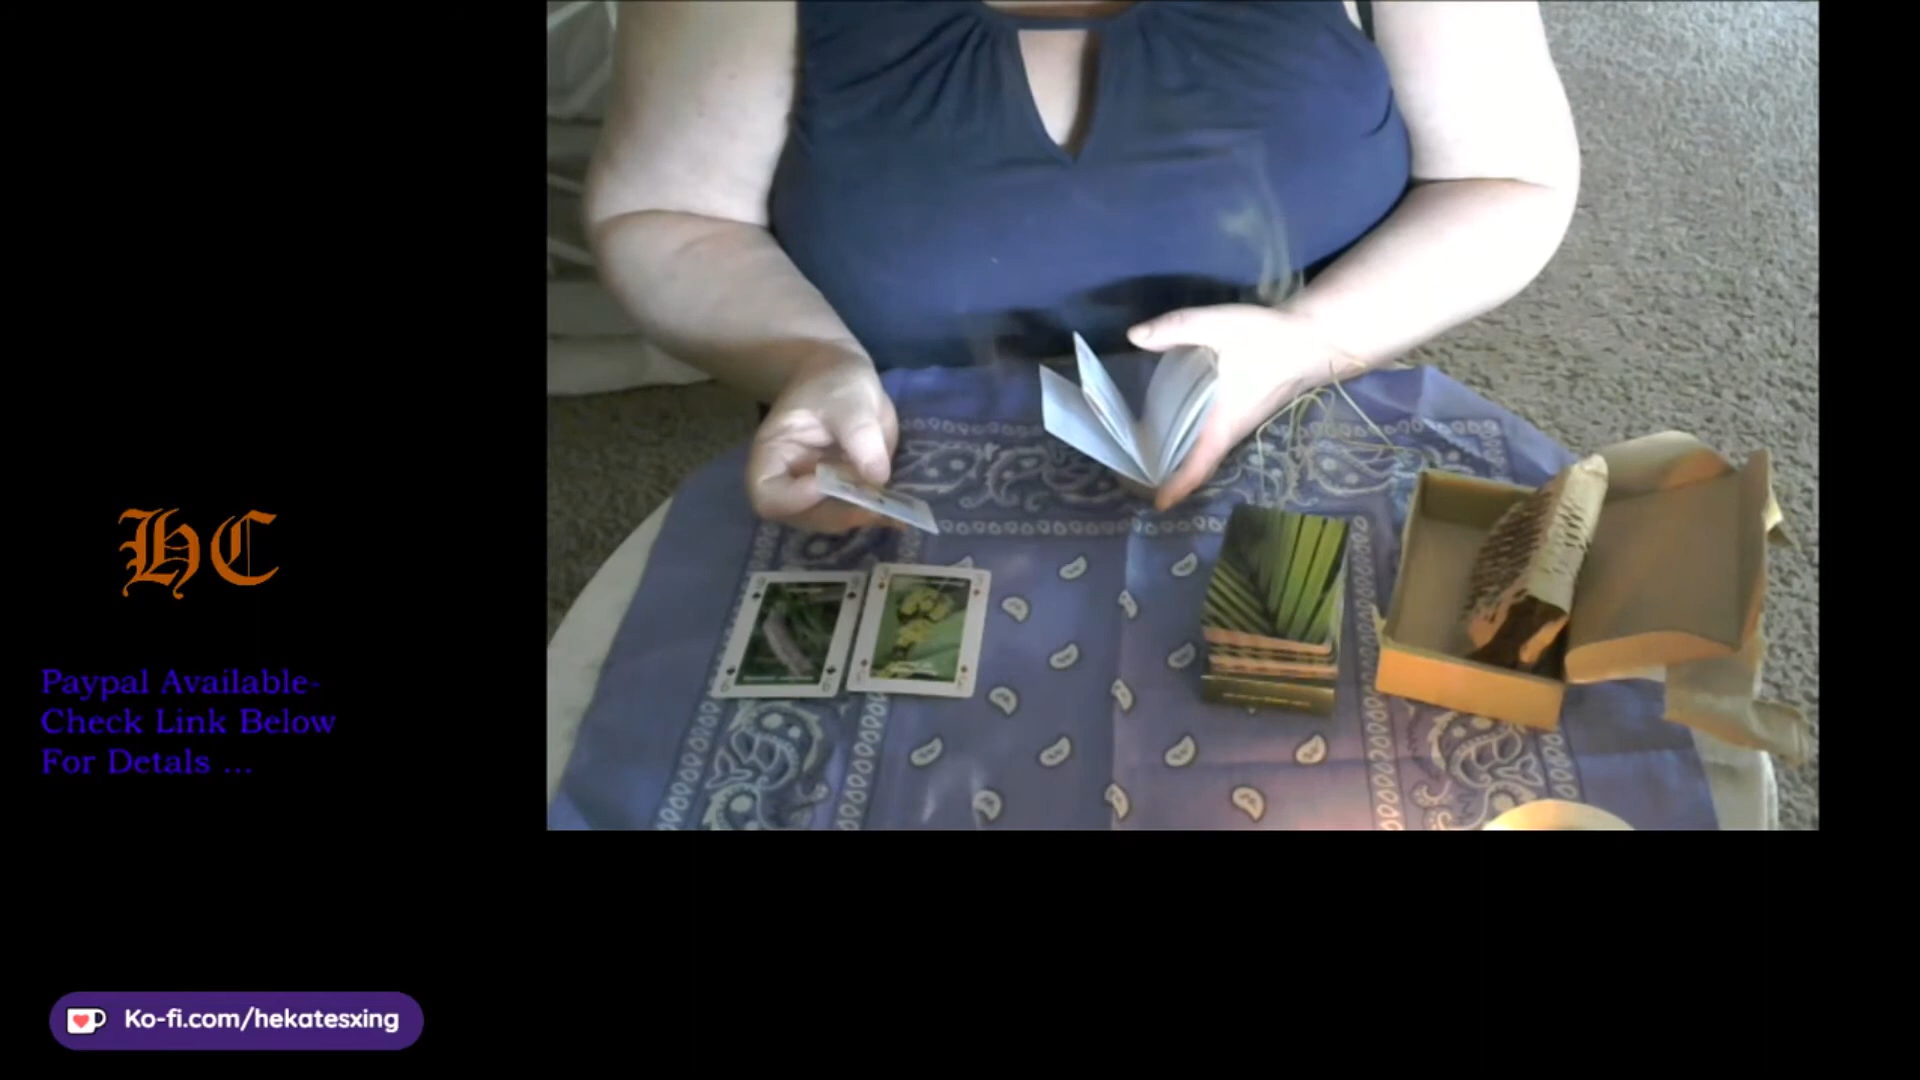 HC
Paypal Available-
Check Link Below
For Detals ...
Ko-fi.com/hekatesxing